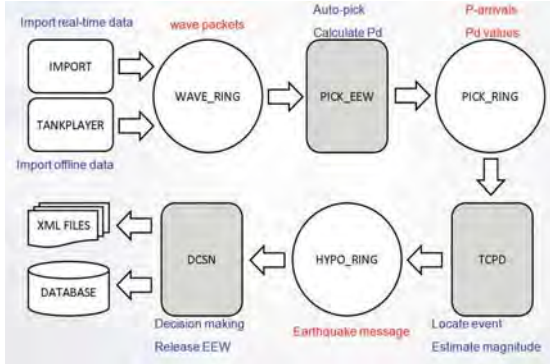 Import real-time data
wave packets
Auto-pick
Calculate Pd
P-arrivals
Pd values
IMPORT
TANKPLAYER
WAVE_RING
PICK_EEW
PICK_RING
Import offline data
XML FILES
DATABASE
DCSN
HYPO_RING
TCPD
Decision making
Release EEW
Earthquake message
Locate event
Estimate magnitude